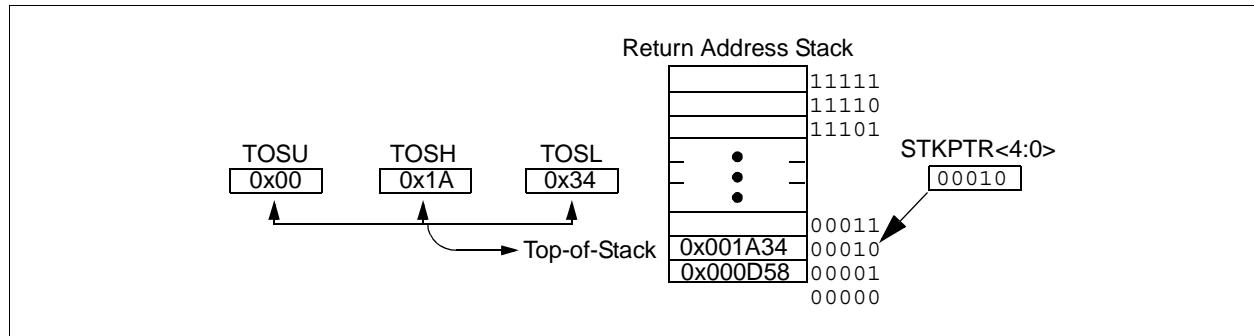 Return Address Stack
11111
11110
11101
TOSU TOSH TOSL STKPTR<4:0>
0x00 0x1A 0x34 00010
00011
Top-of-Stack 0x001A34 00010
0x000D58 00001
00000